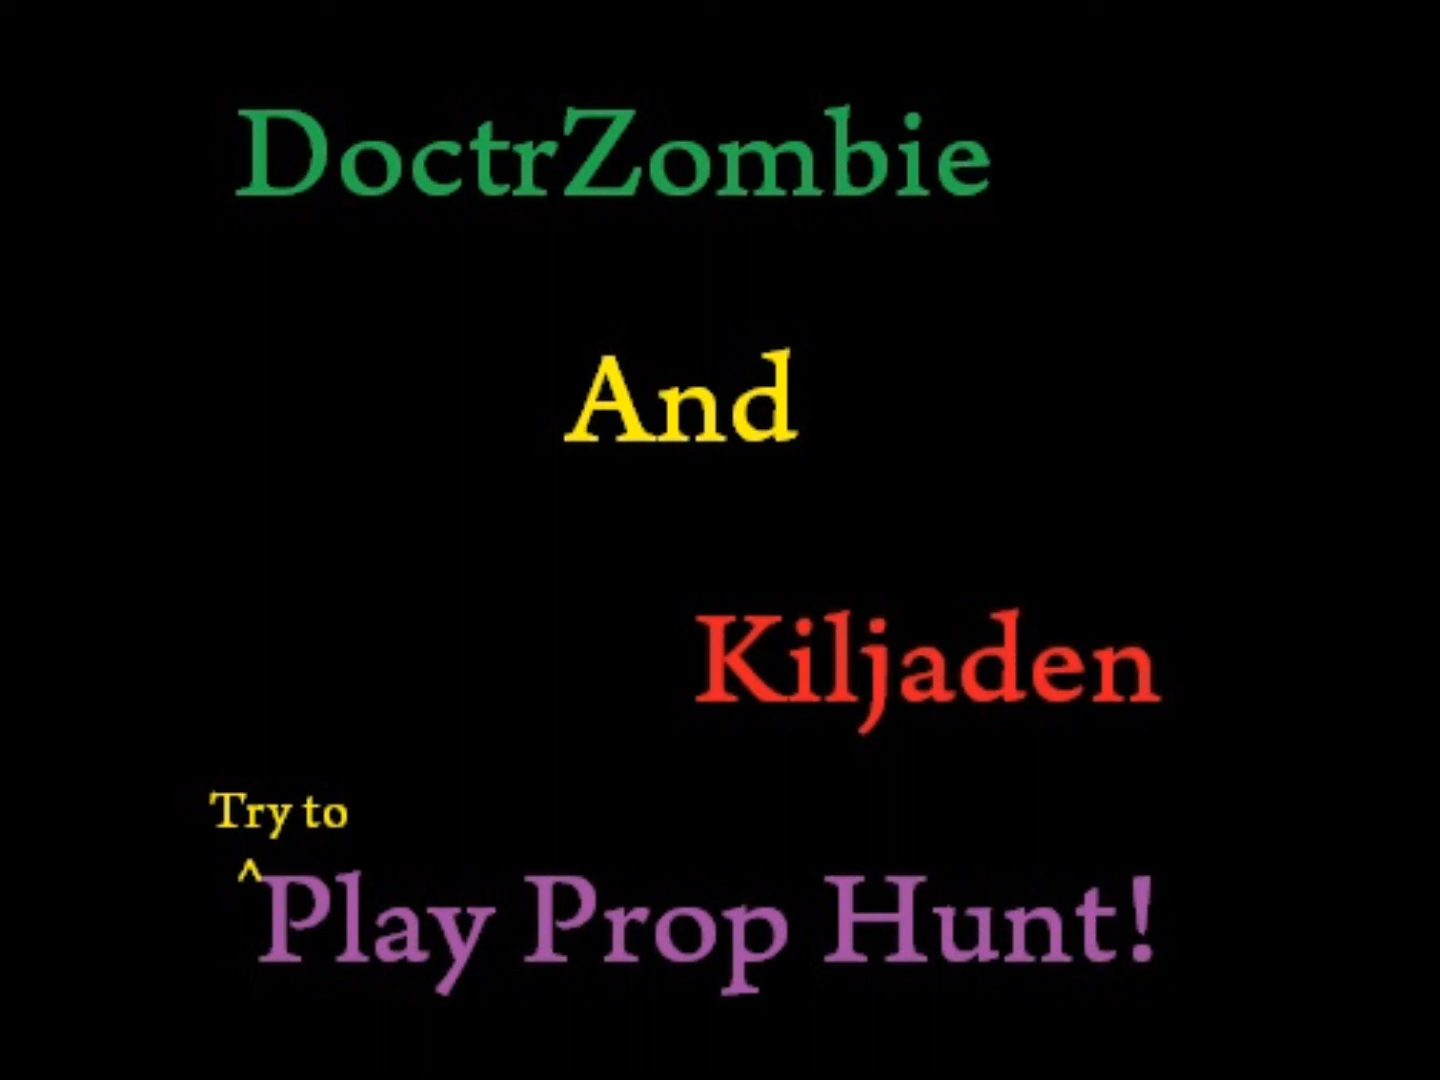 DoctrZombie
And
Kiljaden
Try to
^
Play Prop Hunt!